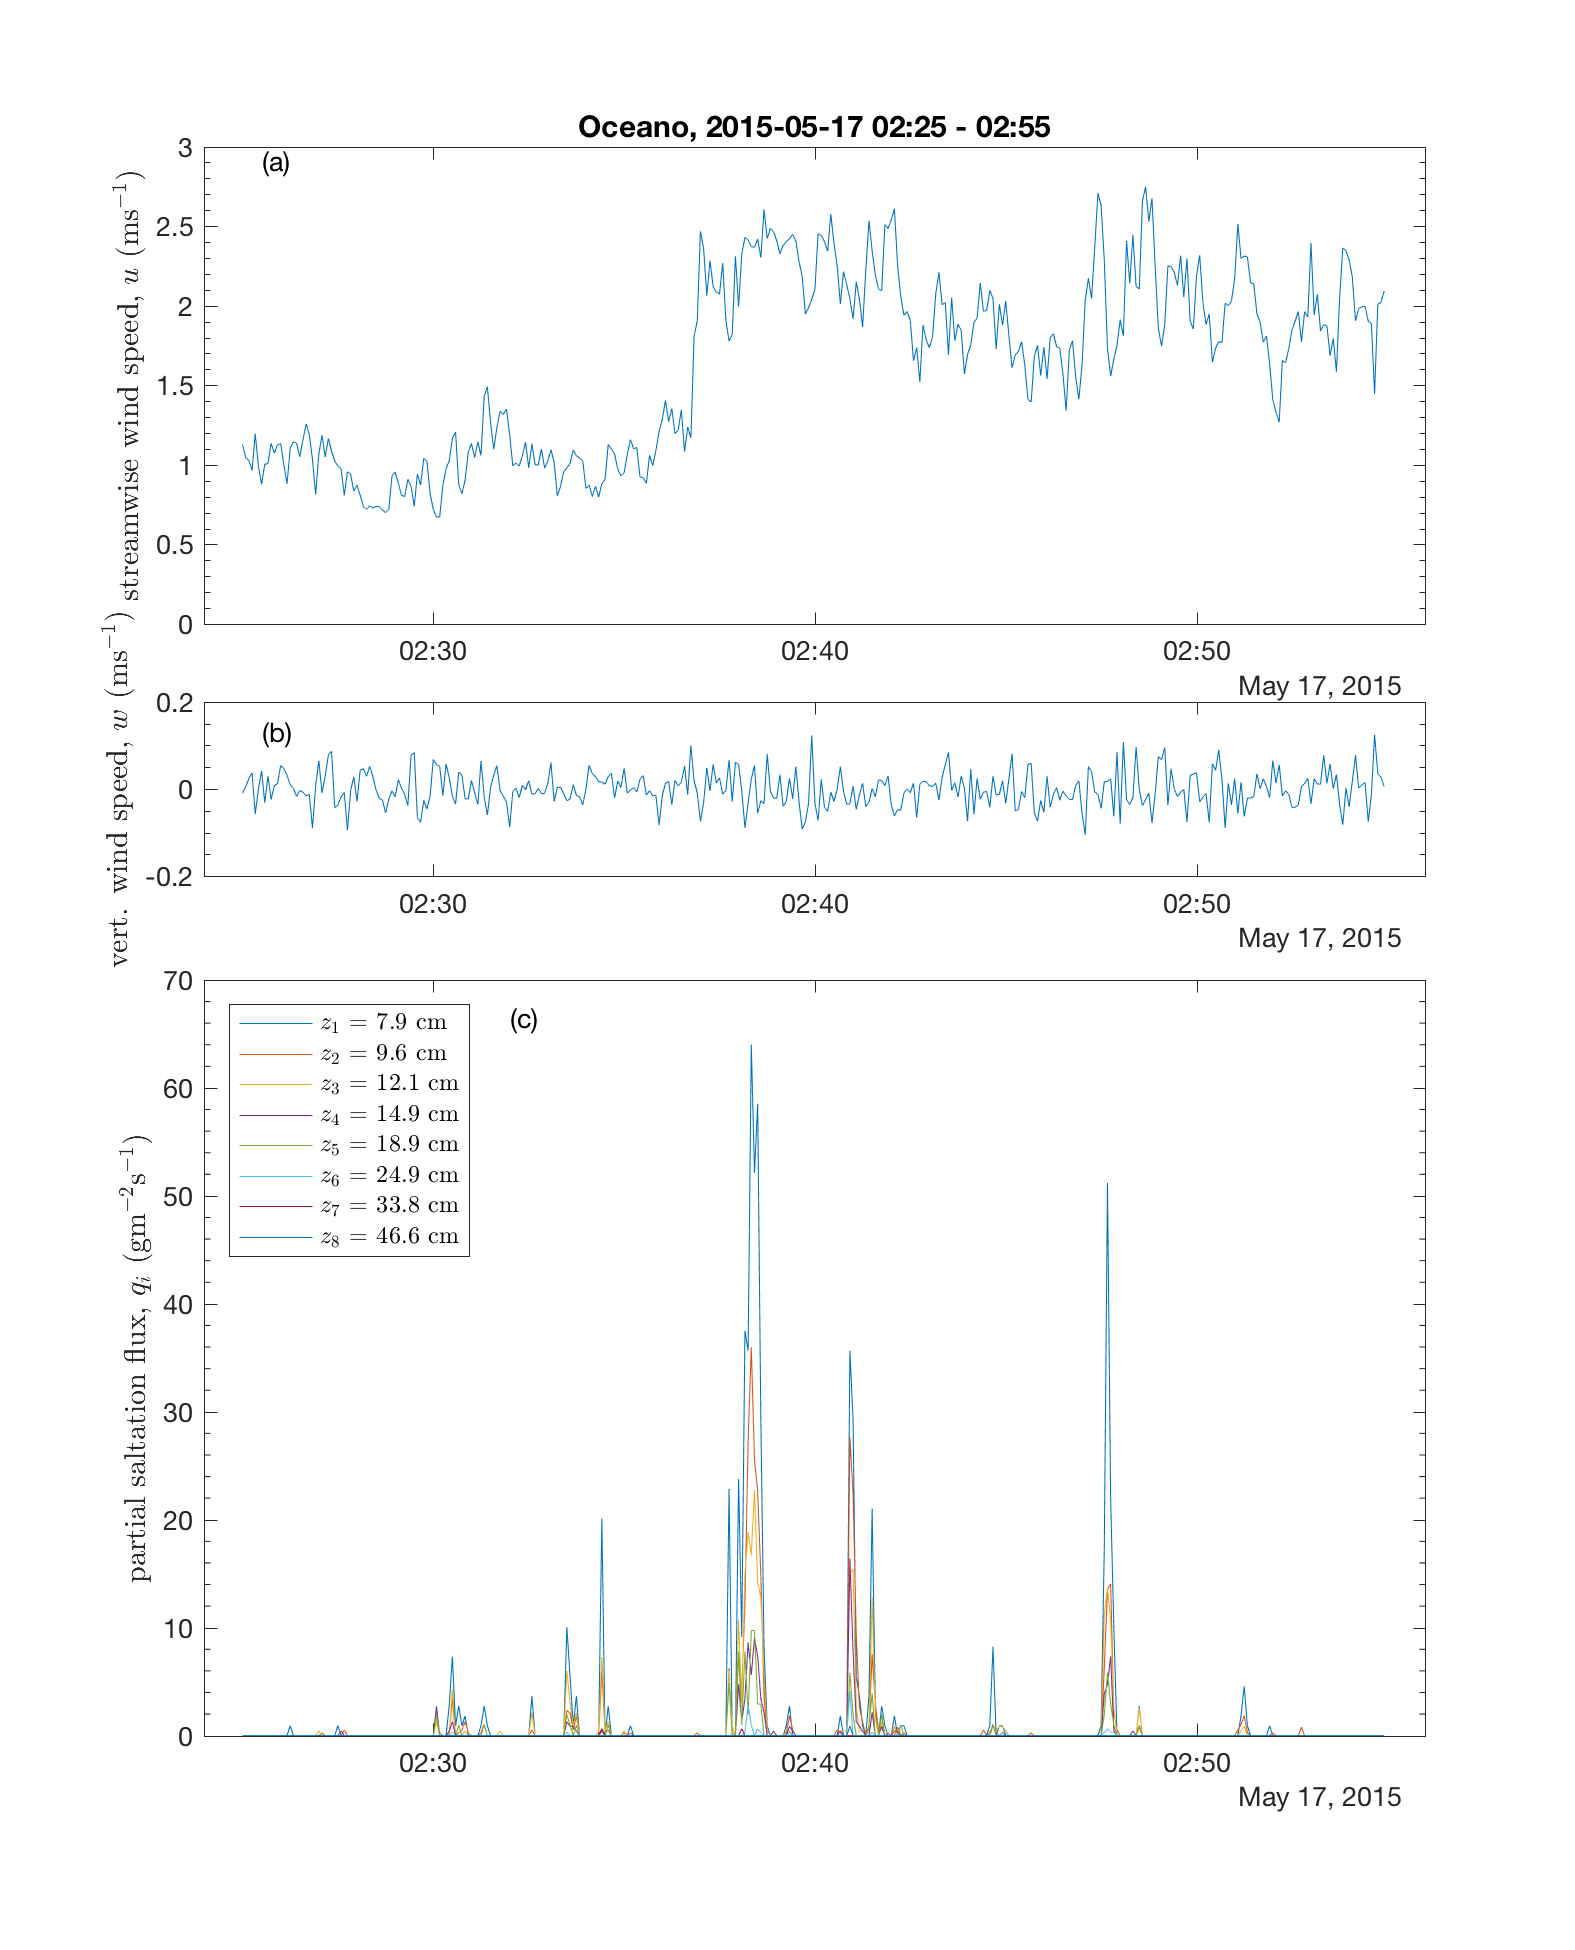 Oceano, 2015-05-17 02:25 - 02:55
(a)
streamwise wind speed, u (ms⁻¹)
3
2.5
2
1.5
1
0.5
0
02:30 02:40 02:50
May 17, 2015
(b)
vert. wind speed, w (ms⁻¹)
0.2
0
-0.2
02:30 02:40 02:50
May 17, 2015
(c)
partial saltation flux, qᵢ (gm⁻²s⁻¹)
70
60
50
40
30
20
10
0
z₁ = 7.9 cm
z₂ = 9.6 cm
z₃ = 12.1 cm
z₄ = 14.9 cm
z₅ = 18.9 cm
z₆ = 24.9 cm
z₇ = 33.8 cm
z₈ = 46.6 cm
02:30 02:40 02:50
May 17, 2015